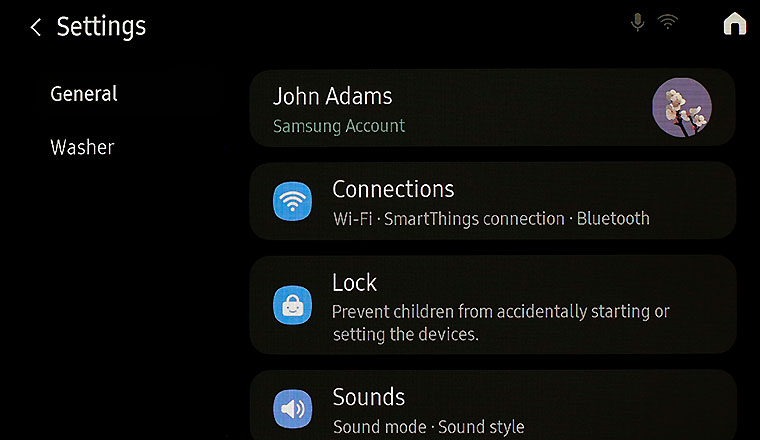 Settings
General
Washer
John Adams
Samsung Account
Connections
Wi-Fi · SmartThings connection · Bluetooth
Lock
Prevent children from accidentally starting or
setting the devices.
Sounds
Sound mode · Sound style